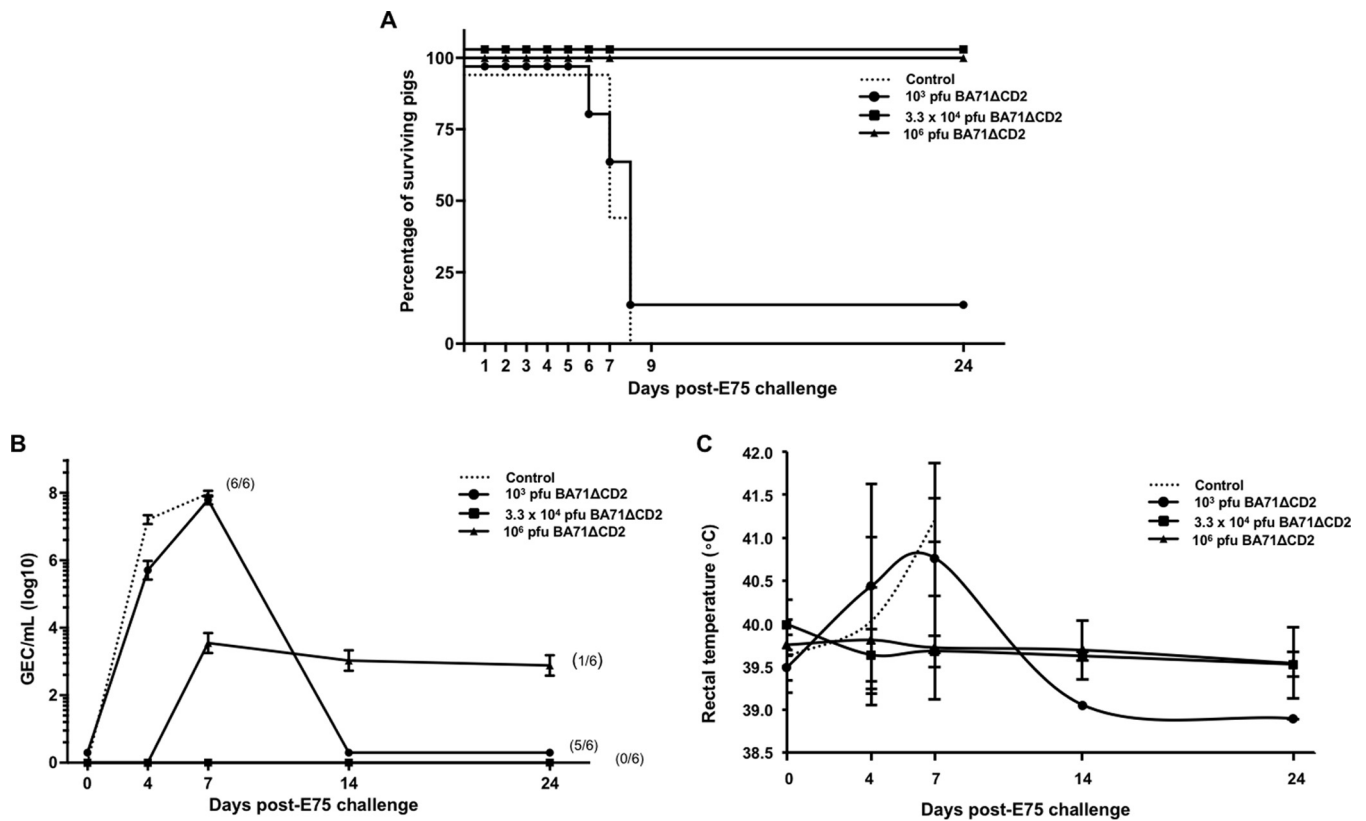 A
Percentage of surviving pigs
100
75
50
25
0
1 2 3 4 5 6 7 9 24
Days post-E75 challenge
Control
10³ pfu BA71ΔCD2
3.3 x 10⁴ pfu BA71ΔCD2
10⁶ pfu BA71ΔCD2
B
GEC/mL (log10)
8
6
4
2
0
0 4 7 14 24
Days post-E75 challenge
Control
10³ pfu BA71ΔCD2
3.3 x 10⁴ pfu BA71ΔCD2
10⁶ pfu BA71ΔCD2
(6/6)
(1/6)
(5/6)
(0/6)
C
Rectal temperature (°C)
42.0
41.5
41.0
40.5
40.0
39.5
39.0
38.5
0 4 7 14 24
Days post-E75 challenge
Control
10³ pfu BA71ΔCD2
3.3 x 10⁴ pfu BA71ΔCD2
10⁶ pfu BA71ΔCD2